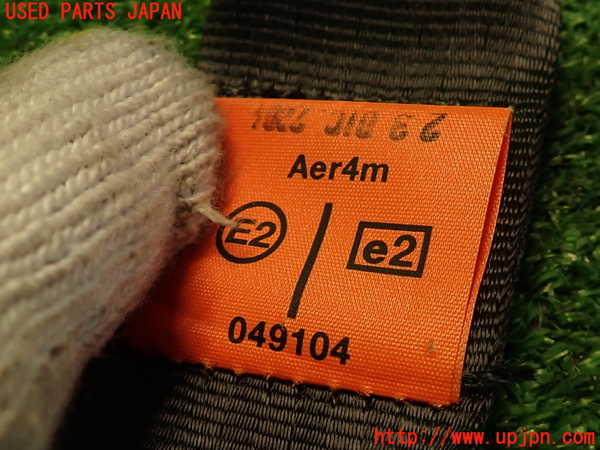 USED PARTS JAPAN
Aer4m
E2
e2
049104
http://www.upjpn.com/